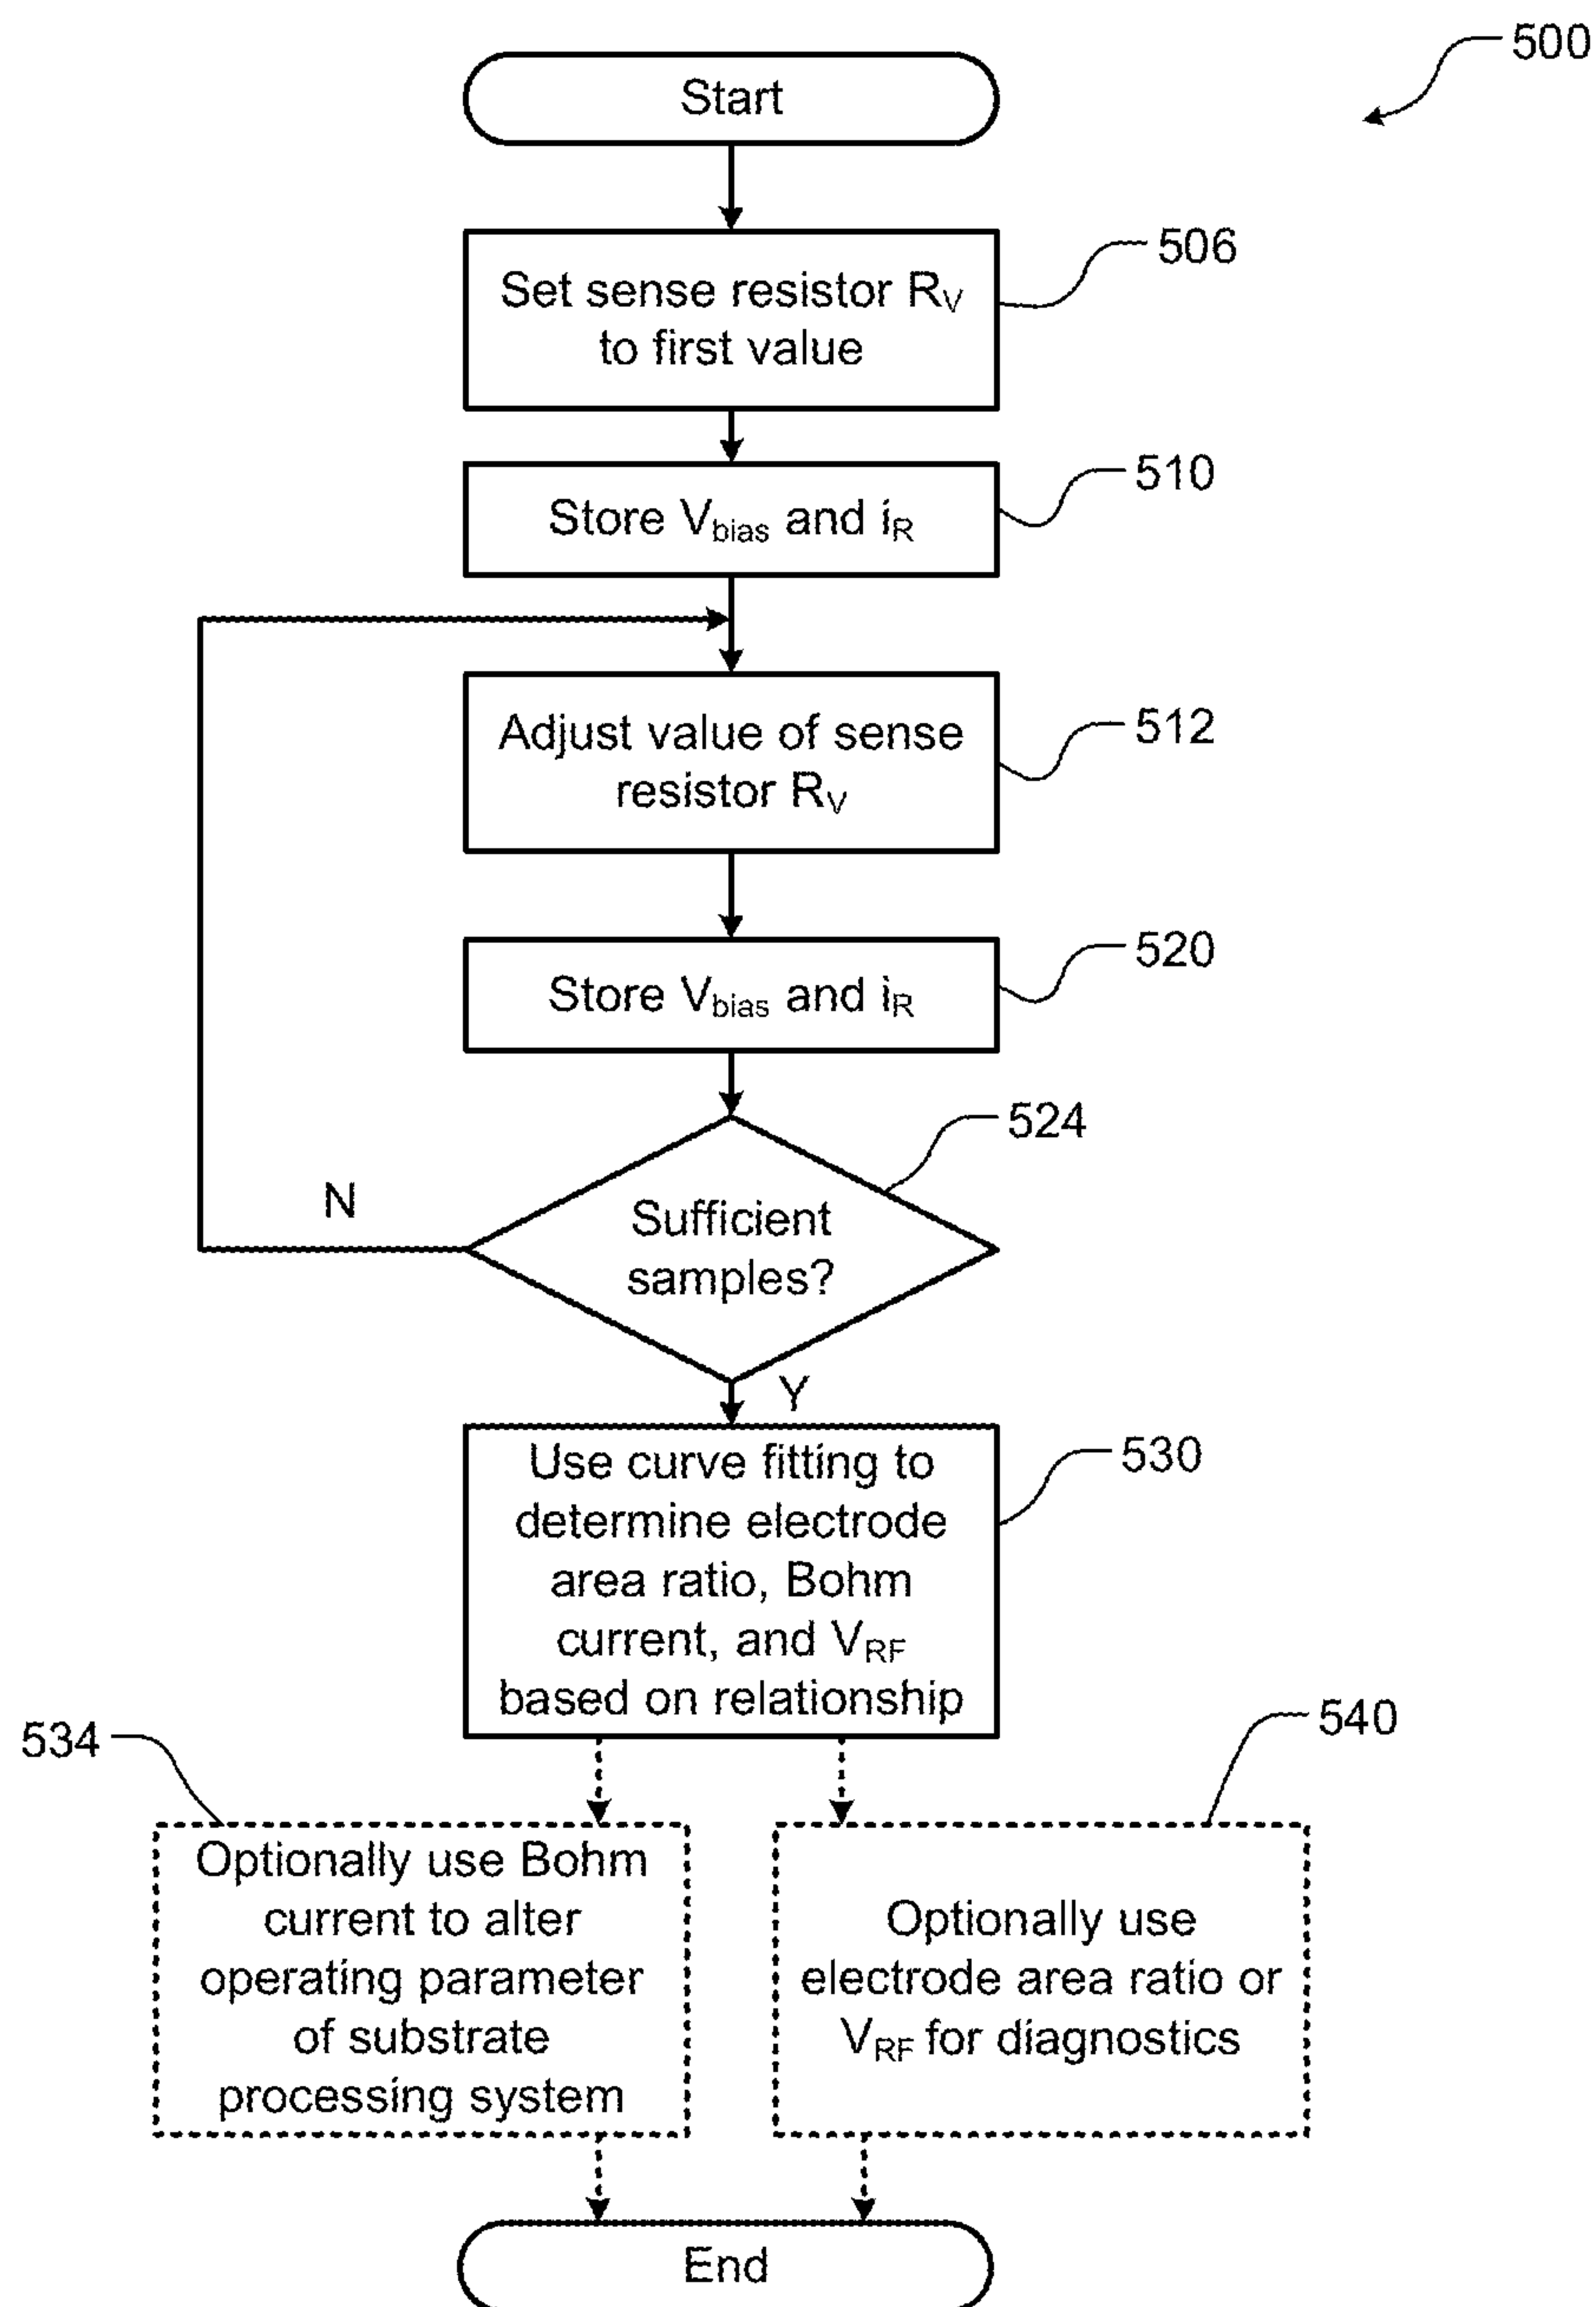 500
Start
506
Set sense resistor RV
to first value
510
Store Vbias and iR
512
Adjust value of sense
resistor RV
520
Store Vbias and iR
524
N
Sufficient
samples?
Y
530
Use curve fitting to
determine electrode
area ratio, Bohm
current, and VRF
based on relationship
534
540
Optionally use Bohm
current to alter
operating parameter
of substrate
processing system
Optionally use
electrode area ratio or
VRF for diagnostics
End